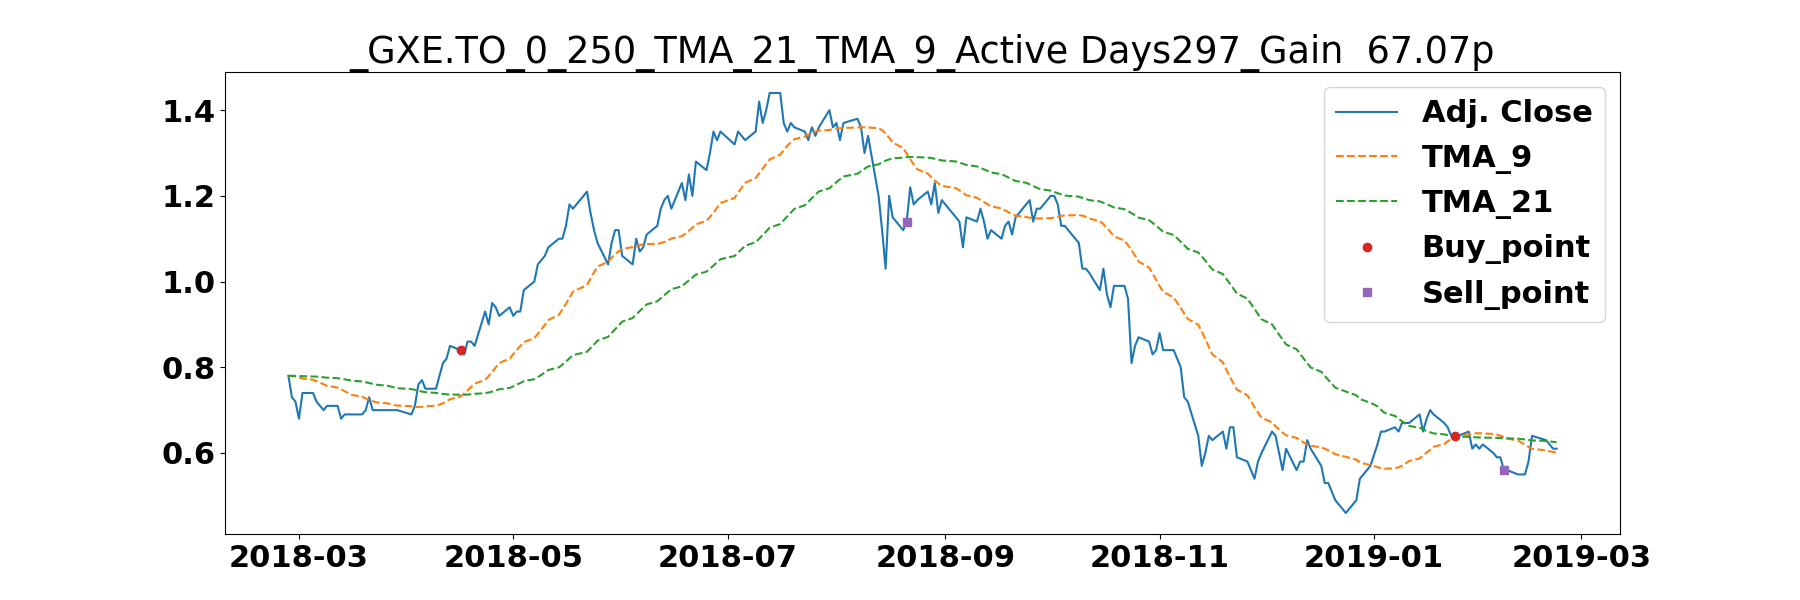 _GXE.TO_0_250_TMA_21_TMA_9_Active Days297_Gain  67.07p
1.4
1.2
1.0
0.8
0.6
Adj. Close
TMA_9
TMA_21
Buy_point
Sell_point
2018-03 2018-05 2018-07 2018-09 2018-11 2019-01 2019-03